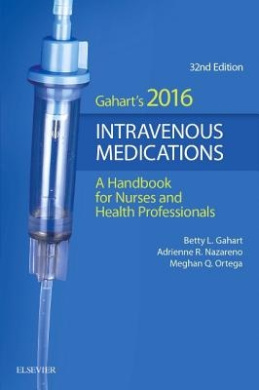 32nd Edition
Gahart's 2016
INTRAVENOUS
MEDICATIONS
A Handbook
for Nurses and
Health Professionals
Betty L. Gahart
Adrienne R. Nazareno
Meghan Q. Ortega
ELSEVIER